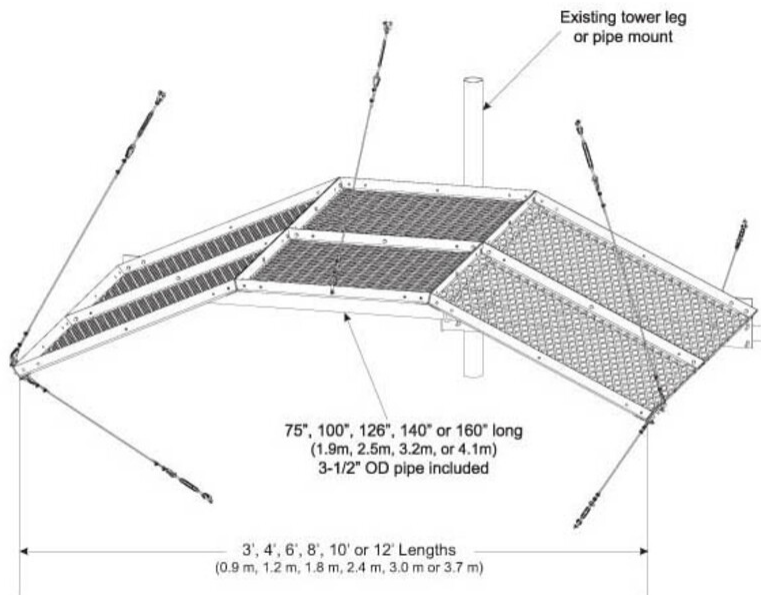 Existing tower leg
or pipe mount
75", 100", 126", 140" or 160" long
(1.9m, 2.5m, 3.2m, or 4.1m)
3-1/2" OD pipe included
3', 4', 6', 8', 10' or 12' Lengths
(0.9 m, 1.2 m, 1.8 m, 2.4 m, 3.0 m or 3.7 m)